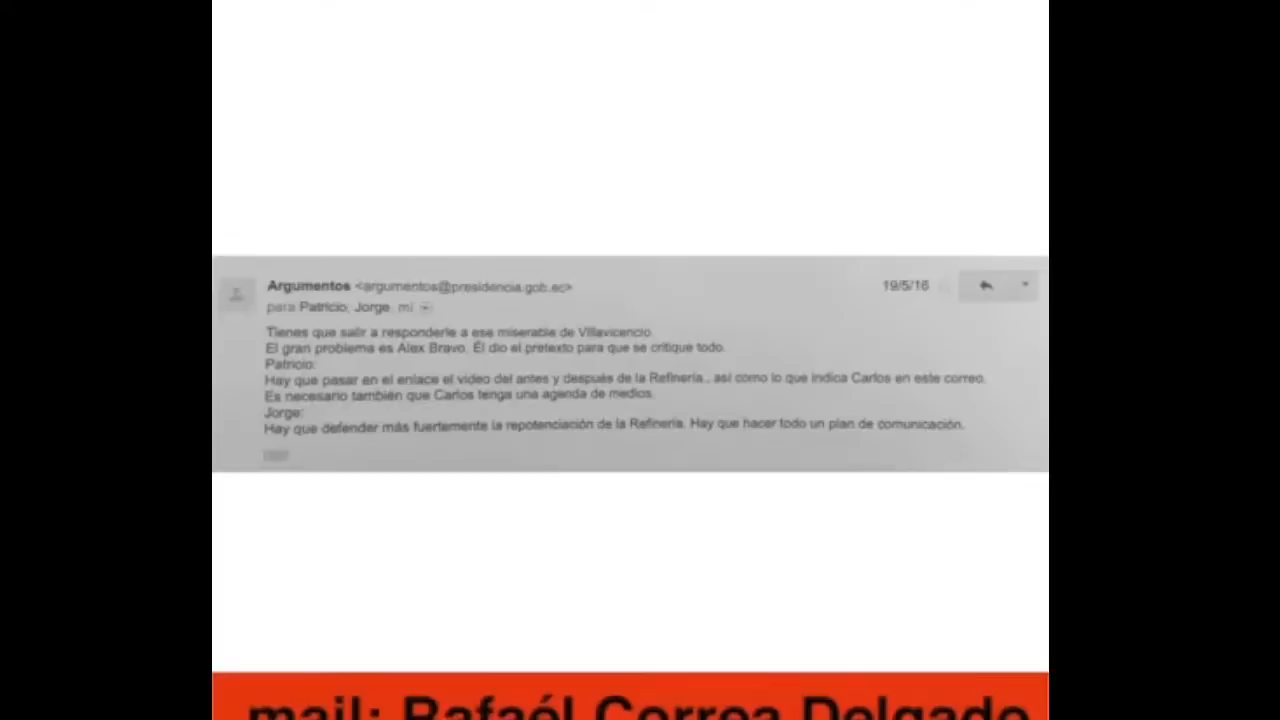 Argumentos <argumentos@presidencia.gob.ec>
19/5/16
para Patricio, Jorge, mí
Tienes que salir a responderle a ese miserable de Villavicencio.
El gran problema es Alex Bravo. Él dio el pretexto para que se critique todo.
Patricio:
Hay que pasar en el enlace el video del antes y después de la Refinería., así como lo que indica Carlos en este correo.
Es necesario también que Carlos tenga una agenda de medios.
Jorge:
Hay que defender más fuertemente la repotenciación de la Refinería. Hay que hacer todo un plan de comunicación.
mail: Rafaél Correa Delgado